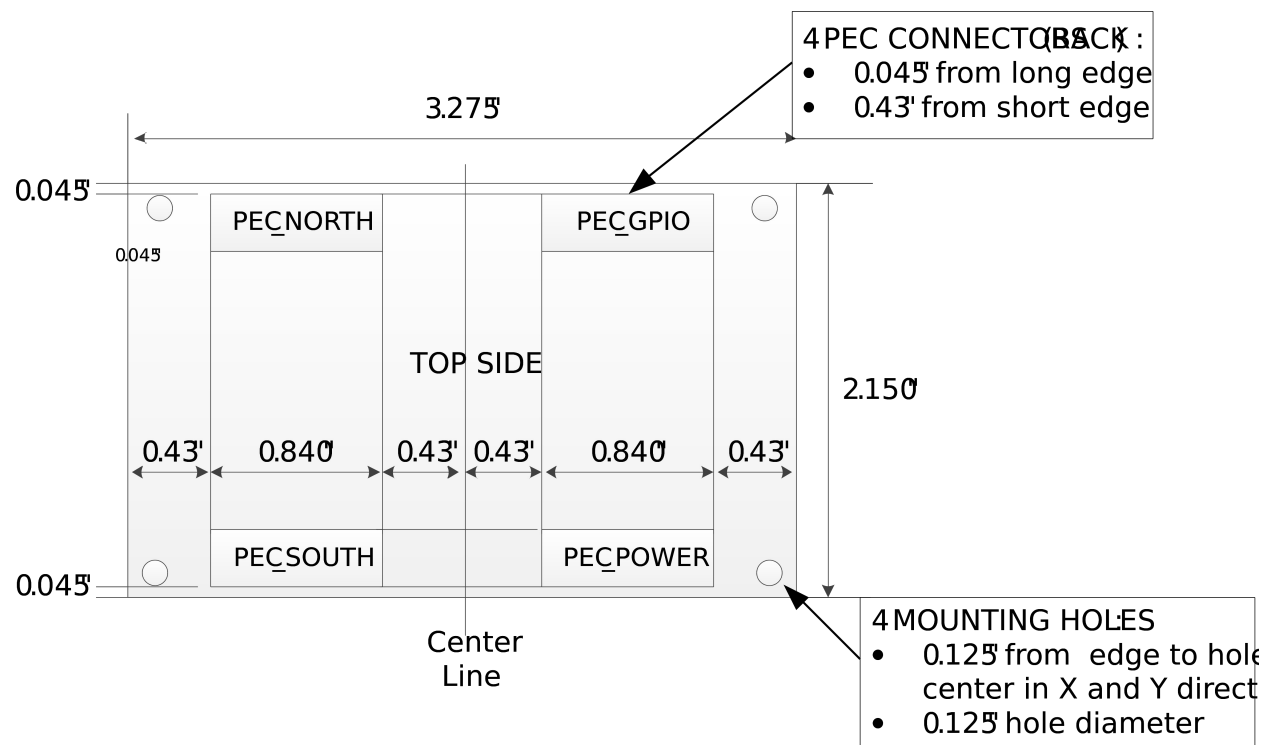 4 PEC CONNECTORS (BACK) :
• 0.045" from long edge
• 0.43" from short edge
3.275"
0.045"
PEC_NORTH
PEC_GPIO
0.045"
TOP SIDE
2.150"
0.43" 0.840" 0.43" 0.43" 0.840" 0.43"
PEC_SOUTH
PEC_POWER
0.045"
Center
Line
4 MOUNTING HOLES:
• 0.125" from edge to hole
center in X and Y direct
• 0.125" hole diameter